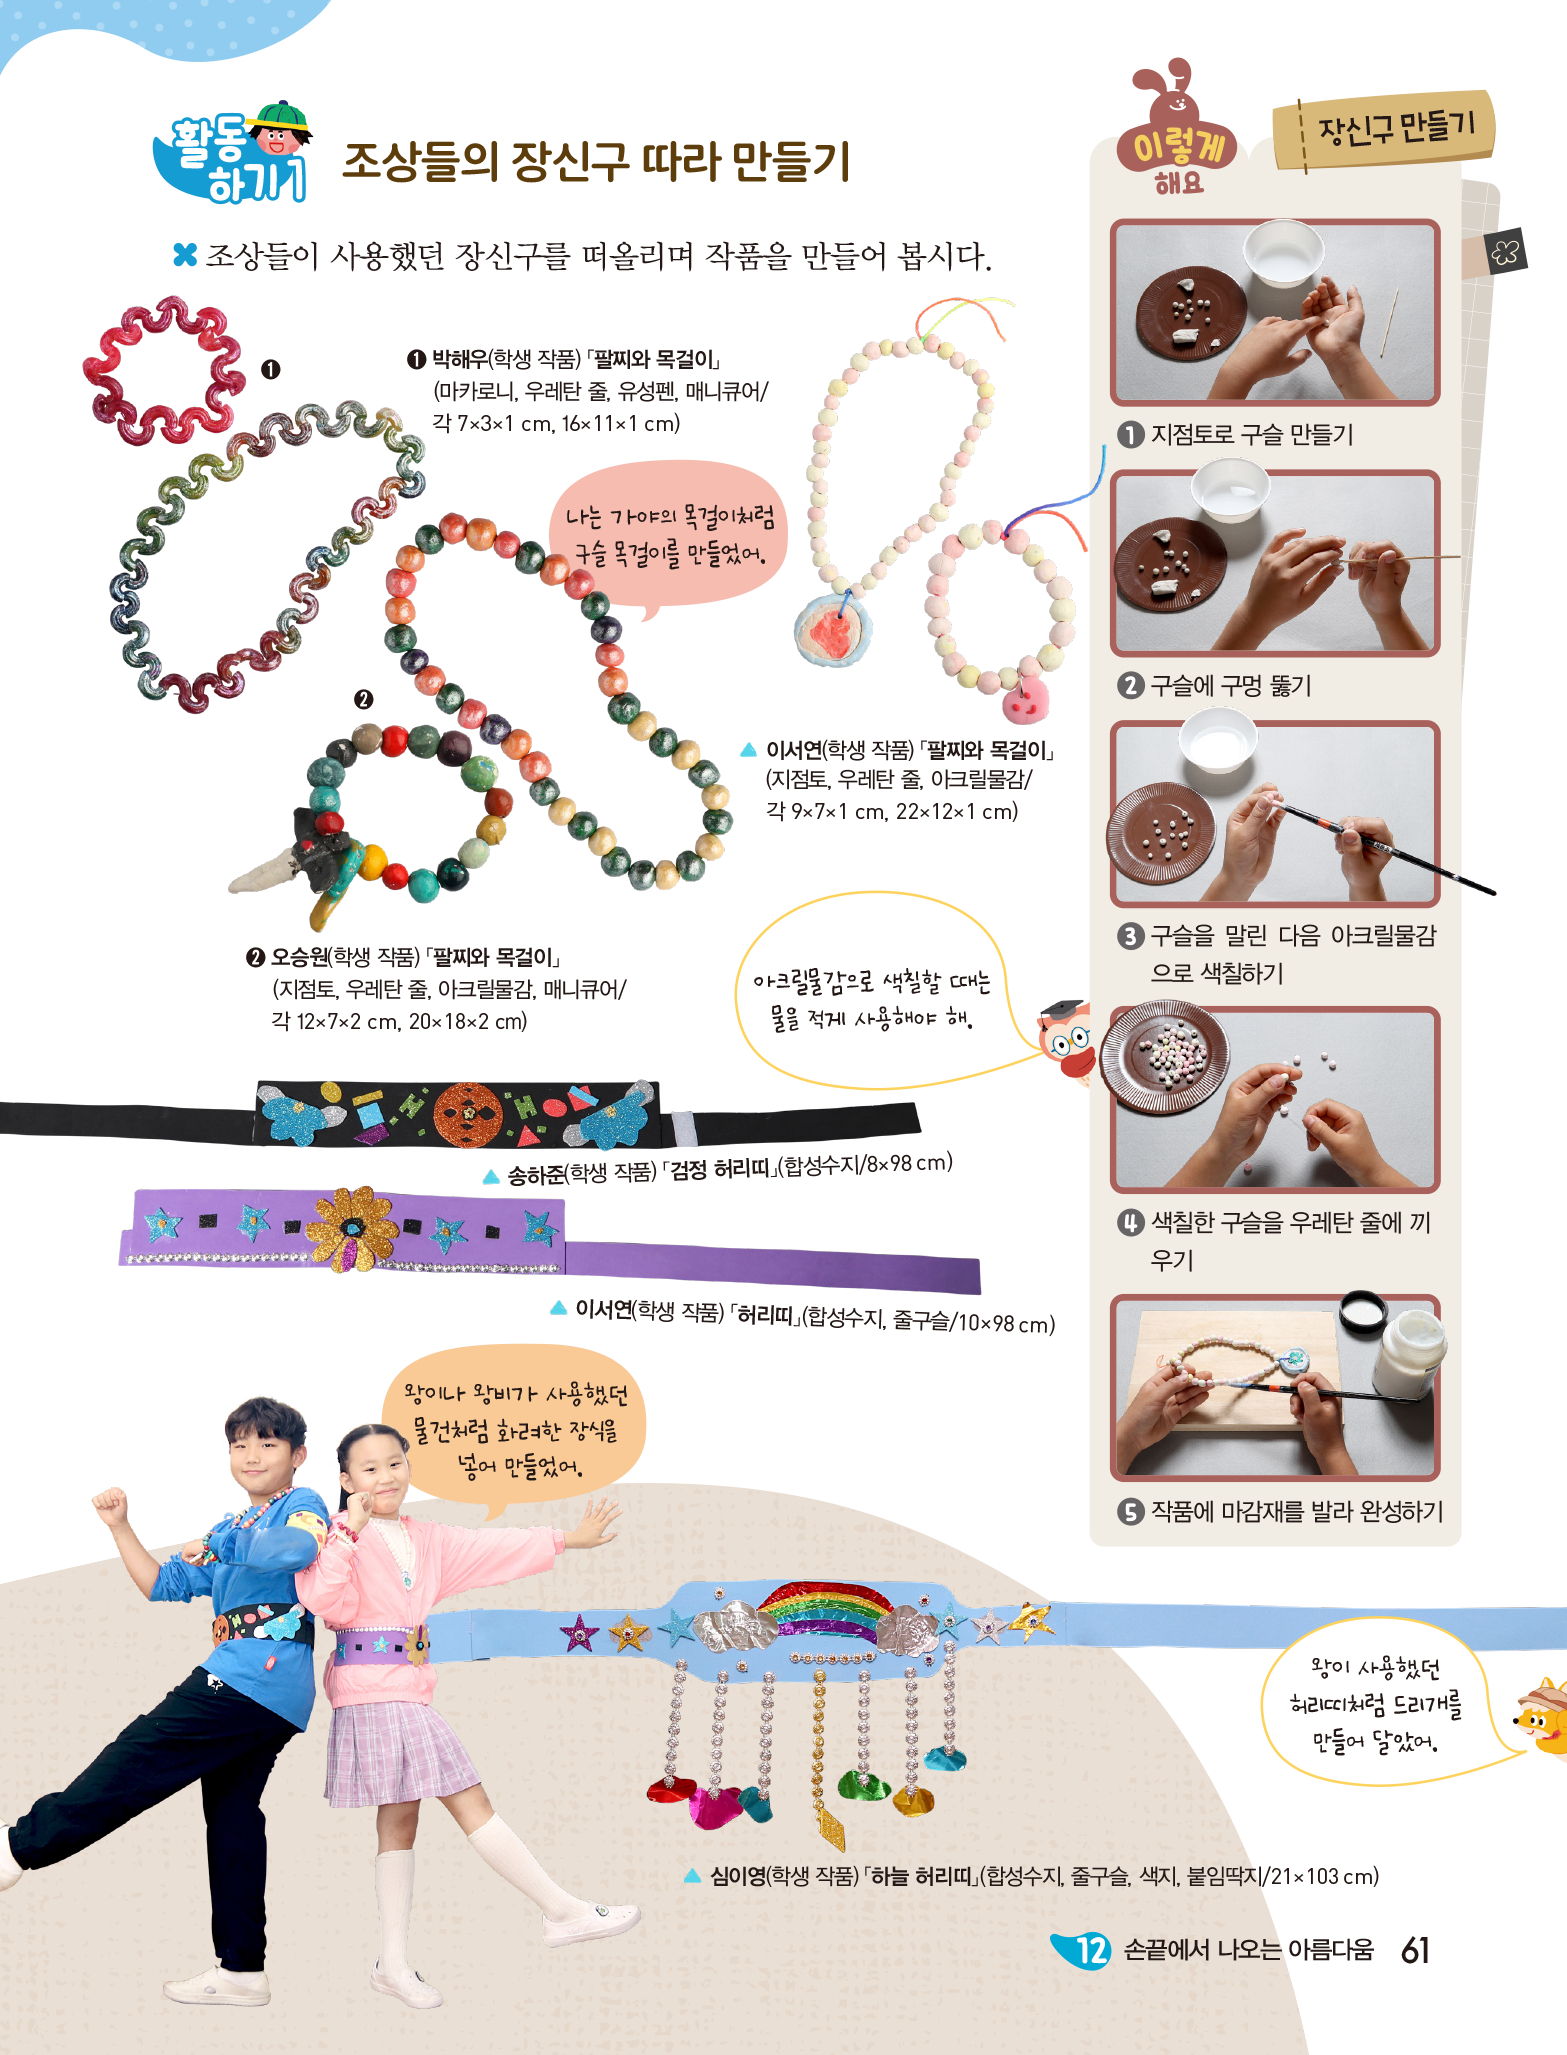 활동
하기 1
조상들의 장신구 따라 만들기
조상들이 사용했던 장신구를 떠올리며 작품을 만들어 봅시다.
❶
❶ 박해우(학생 작품) 「팔찌와 목걸이」
(마카로니, 우레탄 줄, 유성펜, 매니큐어/
각 7×3×1 cm, 16×11×1 cm)
나는 가야의 목걸이처럼
구슬 목걸이를 만들었어.
❷
▲ 이서연(학생 작품) 「팔찌와 목걸이」
(지점토, 우레탄 줄, 아크릴물감/
각 9×7×1 cm, 22×12×1 cm)
❷ 오승원(학생 작품) 「팔찌와 목걸이」
(지점토, 우레탄 줄, 아크릴물감, 매니큐어/
각 12×7×2 cm, 20×18×2 cm)
아크릴물감으로 색칠할 때는
물을 적게 사용해야 해.
▲ 송하준(학생 작품) 「검정 허리띠」(합성수지/8×98 cm)
▲ 이서연(학생 작품) 「허리띠」(합성수지, 줄구슬/10×98 cm)
왕이나 왕비가 사용했던
물건처럼 화려한 장식을
넣어 만들었어.
왕이 사용했던
허리띠처럼 드리개를
만들어 달았어.
▲ 심이영(학생 작품) 「하늘 허리띠」(합성수지, 줄구슬, 색지, 붙임딱지/21×103 cm)
이렇게
해요
장신구 만들기
❶ 지점토로 구슬 만들기
❷ 구슬에 구멍 뚫기
❸ 구슬을 말린 다음 아크릴물감
으로 색칠하기
❹ 색칠한 구슬을 우레탄 줄에 끼
우기
❺ 작품에 마감재를 발라 완성하기
12 손끝에서 나오는 아름다움 61